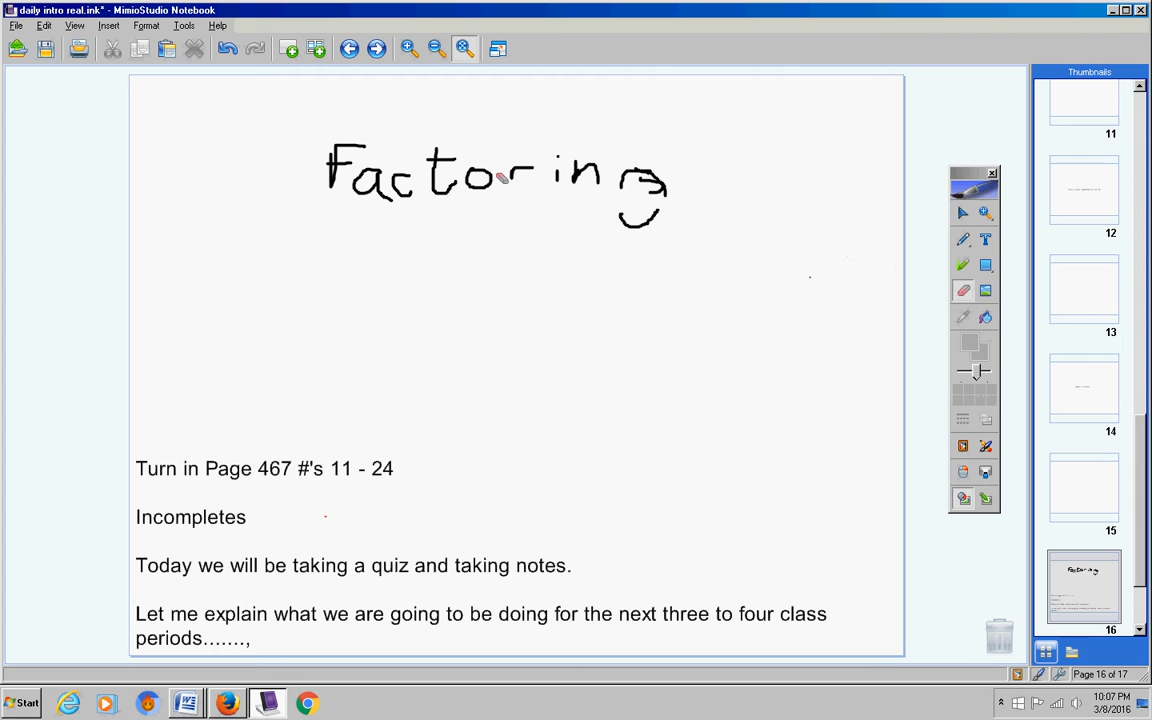 daily intro real.ink* - MimioStudio Notebook
File Edit View Insert Format Tools Help
Thumbnails
Factoring
11
12
13
14
15
Factoring
16
Turn in Page 467 #'s 11 - 24
Incompletes
Today we will be taking a quiz and taking notes.
Let me explain what we are going to be doing for the next three to four class
periods.......,
Page 16 of 17
Start
10:07 PM
3/8/2016